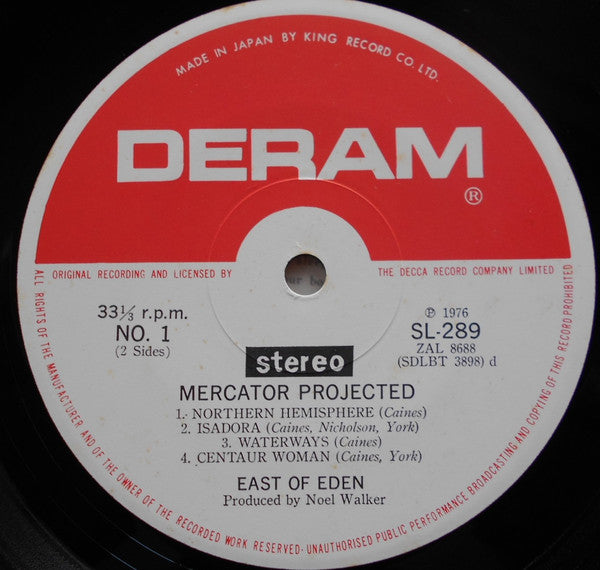 MADE IN JAPAN BY KING RECORD CO. LTD.
DERAM
®
ORIGINAL RECORDING AND LICENSED BY THE DECCA RECORD COMPANY LIMITED
33⅓ r.p.m.
NO. 1
(2 Sides)
℗ 1976
SL-289
ZAL 8688
(SDLBT 3898) d
stereo
MERCATOR PROJECTED
1. NORTHERN HEMISPHERE (Caines)
2. ISADORA (Caines, Nicholson, York)
3. WATERWAYS (Caines)
4. CENTAUR WOMAN (Caines, York)
EAST OF EDEN
Produced by Noel Walker
ALL RIGHTS OF THE MANUFACTURER AND OF THE OWNER OF THE RECORDED WORK RESERVED·UNAUTHORISED PUBLIC PERFORMANCE BROADCASTING AND COPYING OF THIS RECORD PROHIBITED